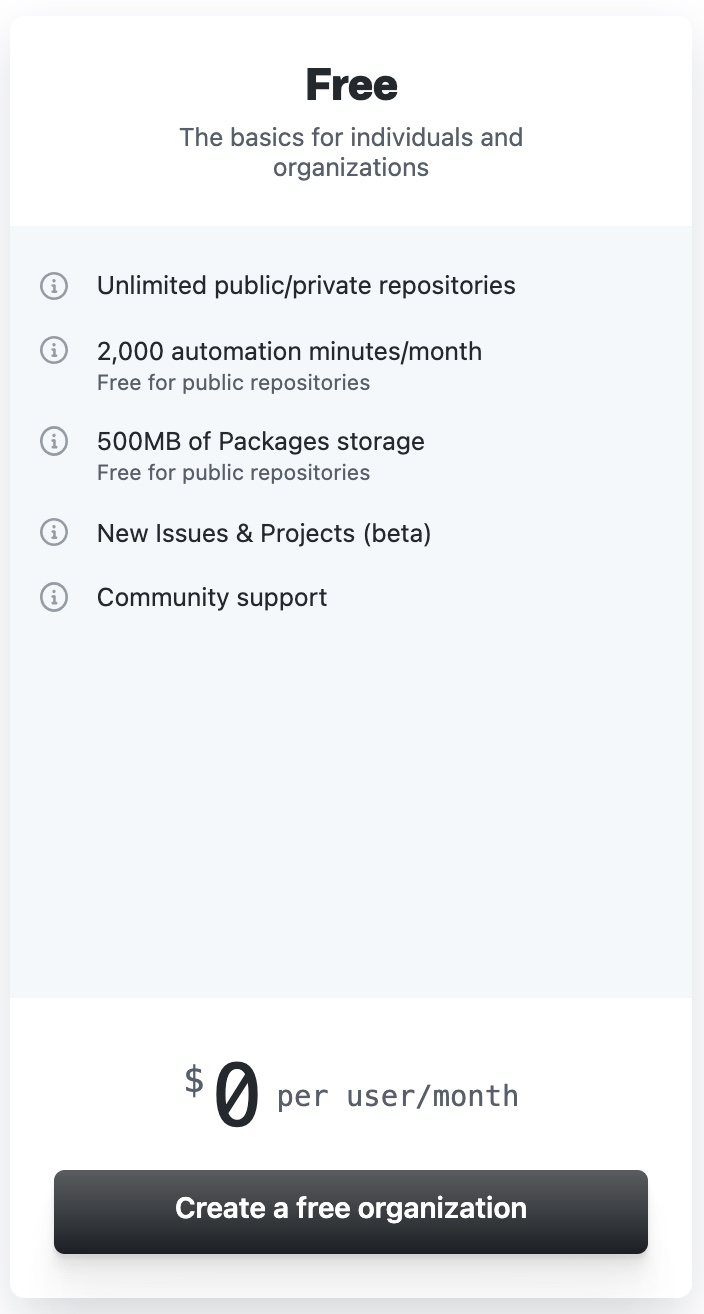 Free
The basics for individuals and
organizations
Unlimited public/private repositories
2,000 automation minutes/month
Free for public repositories
500MB of Packages storage
Free for public repositories
New Issues & Projects (beta)
Community support
$0 per user/month
Create a free organization